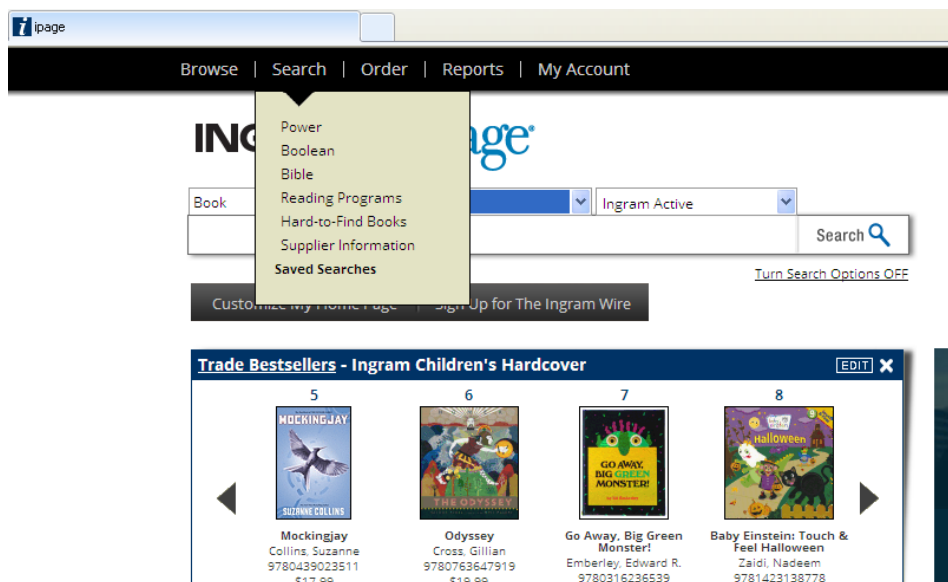 ipage
Browse | Search | Order | Reports | My Account
Power
Boolean
Bible
Reading Programs
Hard-to-Find Books
Supplier Information
Saved Searches
Book
Ingram Active
Search
Turn Search Options OFF
Customize My Home Page | Sign Up for The Ingram Wire
Trade Bestsellers - Ingram Children's Hardcover EDIT
5 6 7 8
MOCKINGJAY
SUZANNE COLLINS
THE ODYSSEY
GO AWAY,
BIG GREEN
MONSTER!
Halloween
Mockingjay
Collins, Suzanne
9780439023511
$17.99
Odyssey
Cross, Gillian
9780763647919
$19.99
Go Away, Big Green
Monster!
Emberley, Edward R.
9780316236539
Baby Einstein: Touch &
Feel Halloween
Zaidi, Nadeem
9781423138778